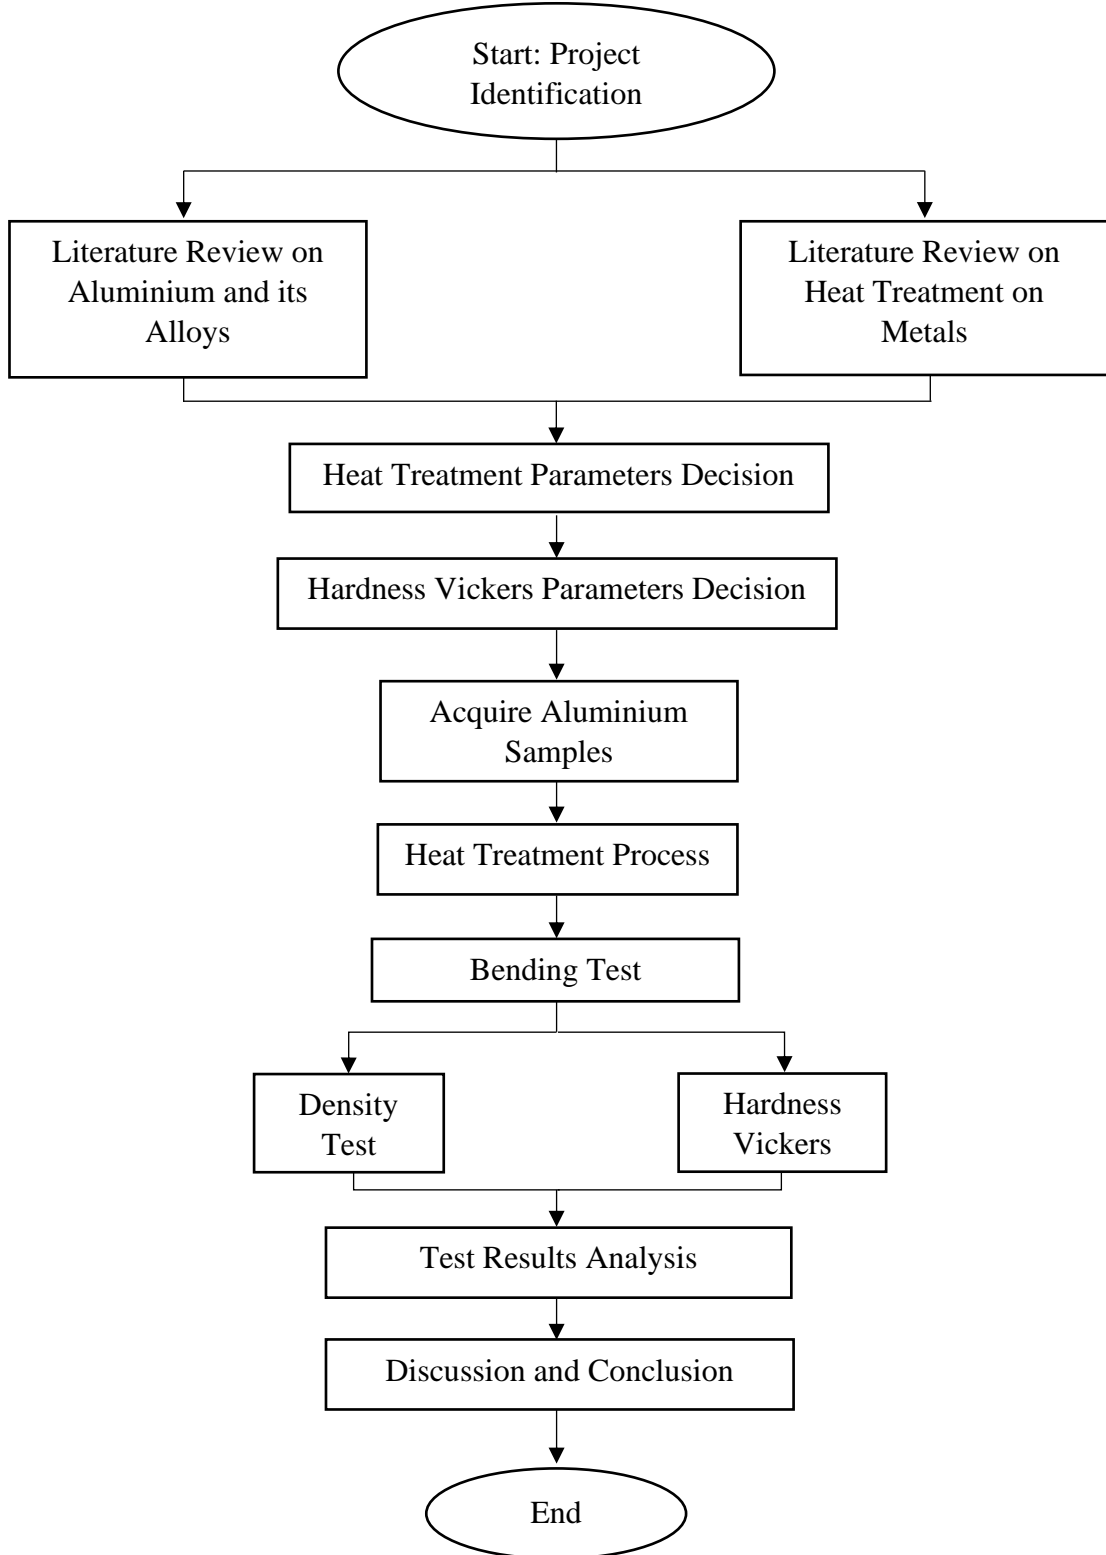 Start: Project
Identification
Literature Review on
Aluminium and its
Alloys
Literature Review on
Heat Treatment on
Metals
Heat Treatment Parameters Decision
Hardness Vickers Parameters Decision
Acquire Aluminium
Samples
Heat Treatment Process
Bending Test
Density
Test
Hardness
Vickers
Test Results Analysis
Discussion and Conclusion
End